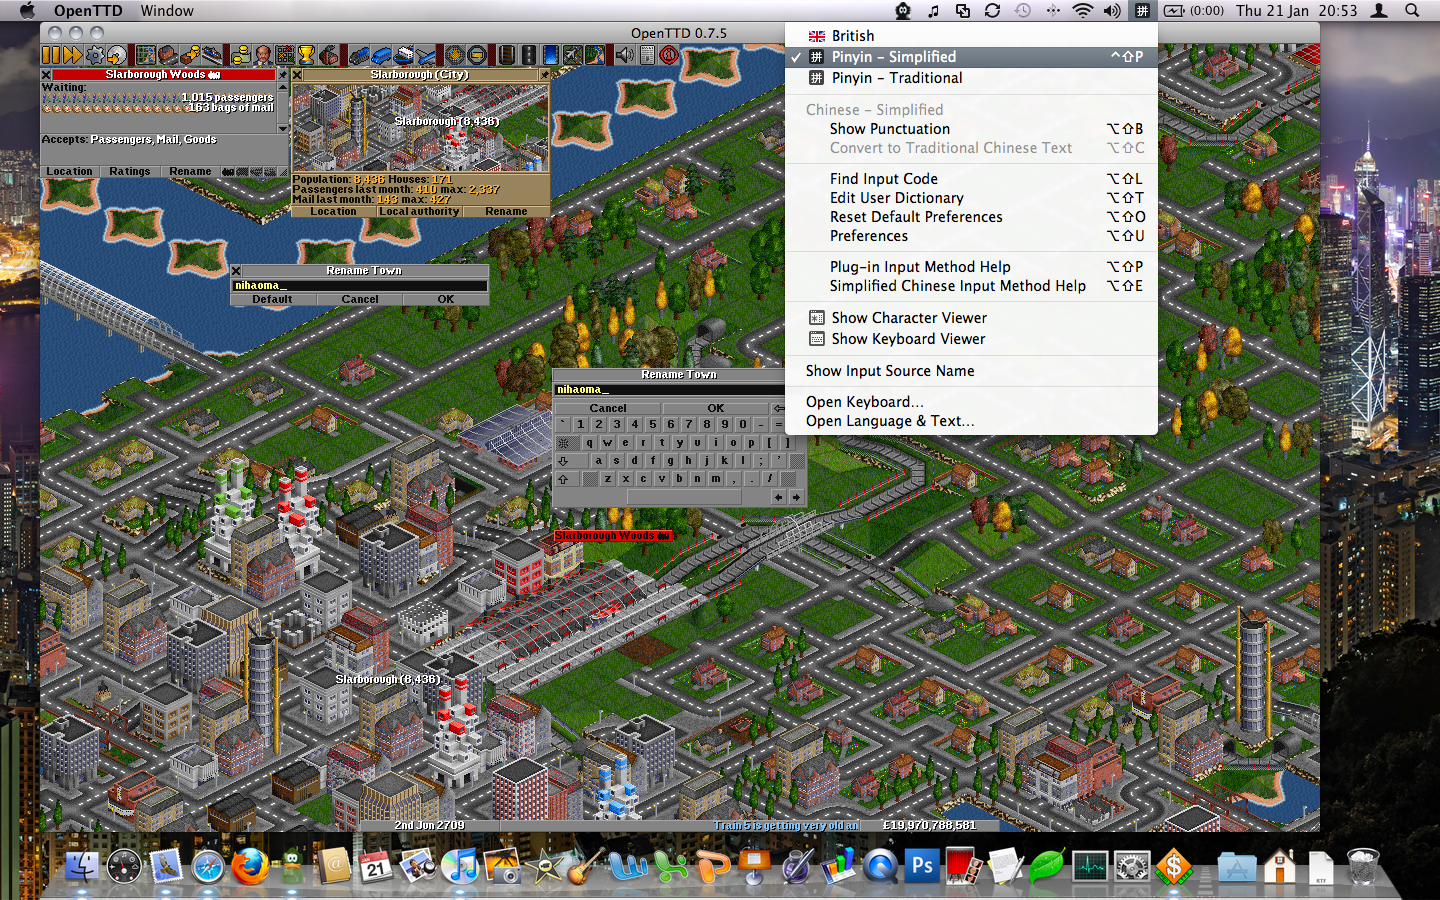 OpenTTD Window
(0:00) Thu 21 Jan 20:53
OpenTTD 0.7.5
Slarborough Woods
Waiting:
1,015 passengers
163 bags of mail
Accepts: Passengers, Mail, Goods
Location Ratings Rename
Slarborough (City)
Slarborough (8,436)
Population: 8,436 Houses: 171
Passengers last month: 410 max: 2,337
Mail last month: 143 max: 427
Location Local authority Rename
Rename Town
nihaoma_
Default Cancel OK
拼 British
✓ 拼 Pinyin – Simplified ⌃⇧P
拼 Pinyin – Traditional
Chinese – Simplified
Show Punctuation ⌥⇧B
Convert to Traditional Chinese Text ⌥⇧C
Find Input Code ⌥⇧L
Edit User Dictionary ⌥⇧T
Reset Default Preferences ⌥⇧O
Preferences ⌥⇧U
Plug-in Input Method Help ⌥⇧P
Simplified Chinese Input Method Help ⌥⇧E
Show Character Viewer
Show Keyboard Viewer
Show Input Source Name
Open Keyboard...
Open Language & Text...
Rename Town
nihaoma_
Cancel OK
` 1 2 3 4 5 6 7 8 9 0 - =
q w e r t y u i o p [ ]
a s d f g h j k l ; '
z x c v b n m , . /
Slarborough Woods
Slarborough (8,436)
2nd Jun 2709 Train 5 is getting very old an £19,970,788,581
JAN
21
Ps
RTF